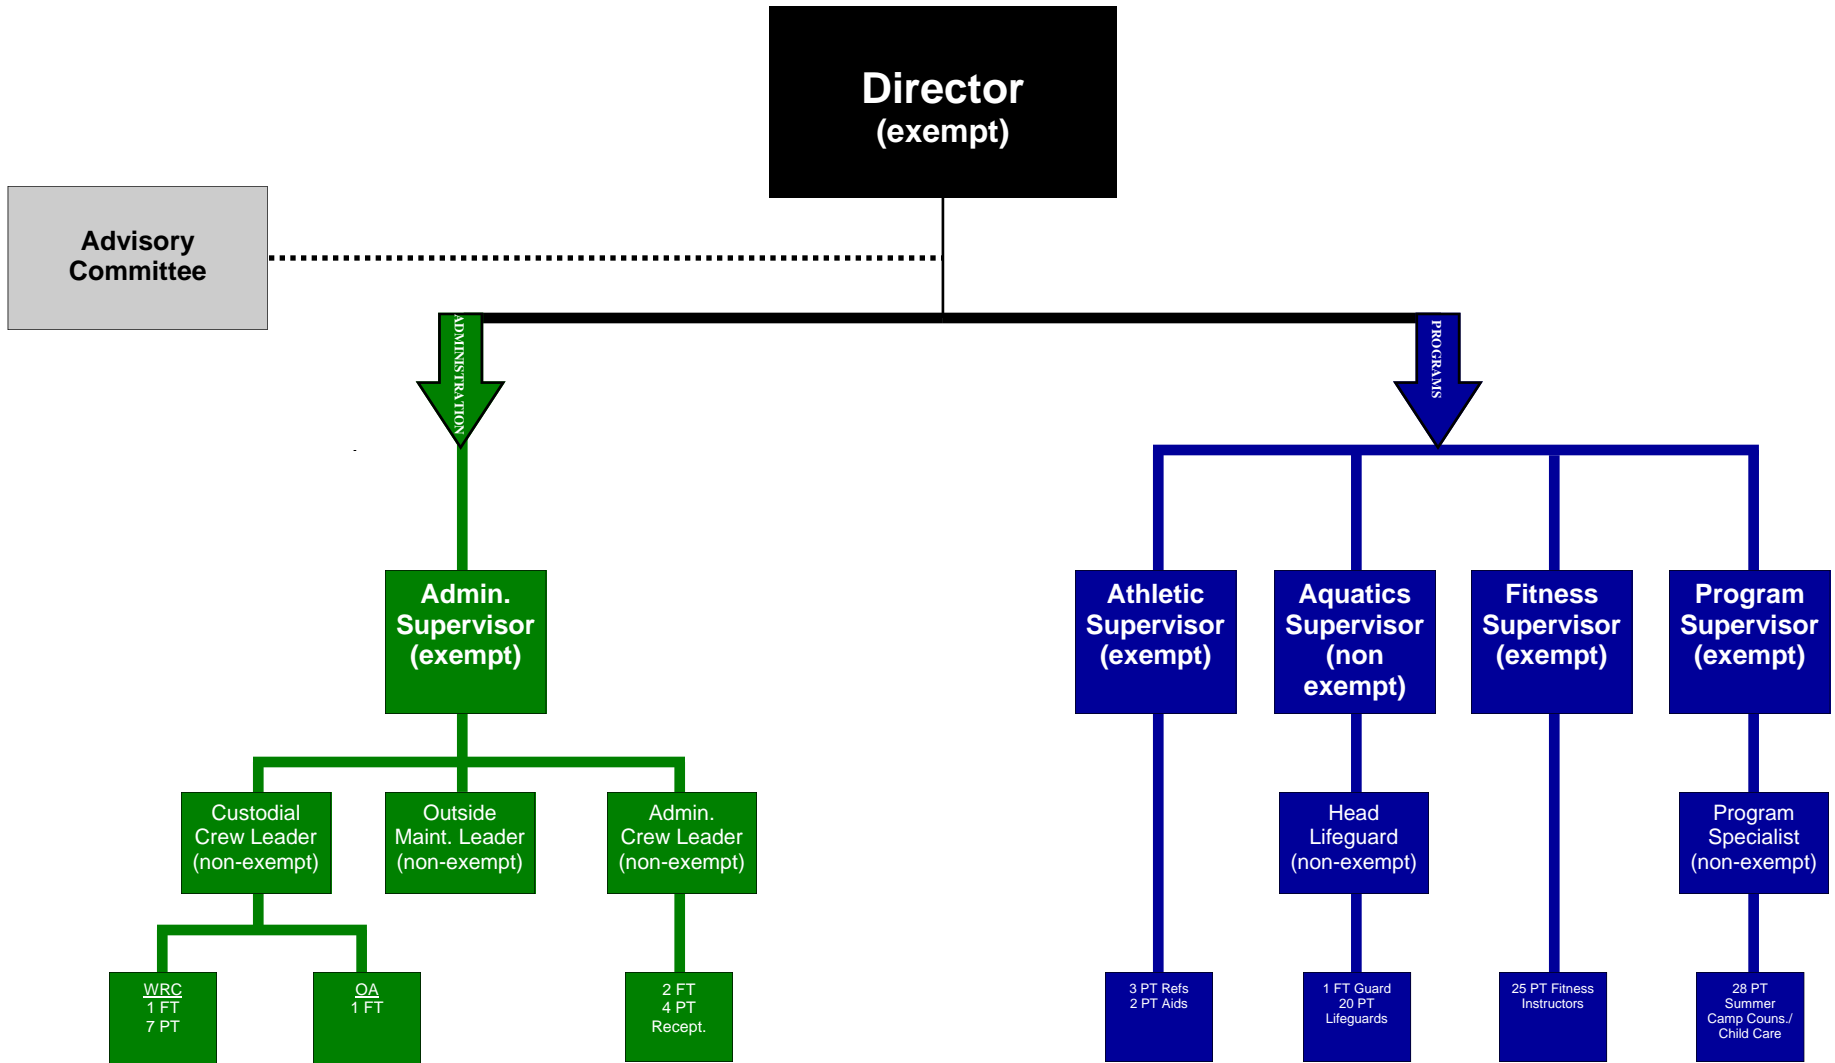 Director
(exempt)
Advisory
Committee
ADMINISTRATION
PROGRAMS
-
Admin.
Supervisor
(exempt)
Athletic
Supervisor
(exempt)
Aquatics
Supervisor
(non
exempt)
Fitness
Supervisor
(exempt)
Program
Supervisor
(exempt)
Custodial
Crew Leader
(non-exempt)
Outside
Maint. Leader
(non-exempt)
Admin.
Crew Leader
(non-exempt)
Head
Lifeguard
(non-exempt)
Program
Specialist
(non-exempt)
WRC
1 FT
7 PT
OA
1 FT
2 FT
4 PT
Recept.
3 PT Refs
2 PT Aids
1 FT Guard
20 PT
Lifeguards
25 PT Fitness
Instructors
28 PT
Summer
Camp Couns./
Child Care